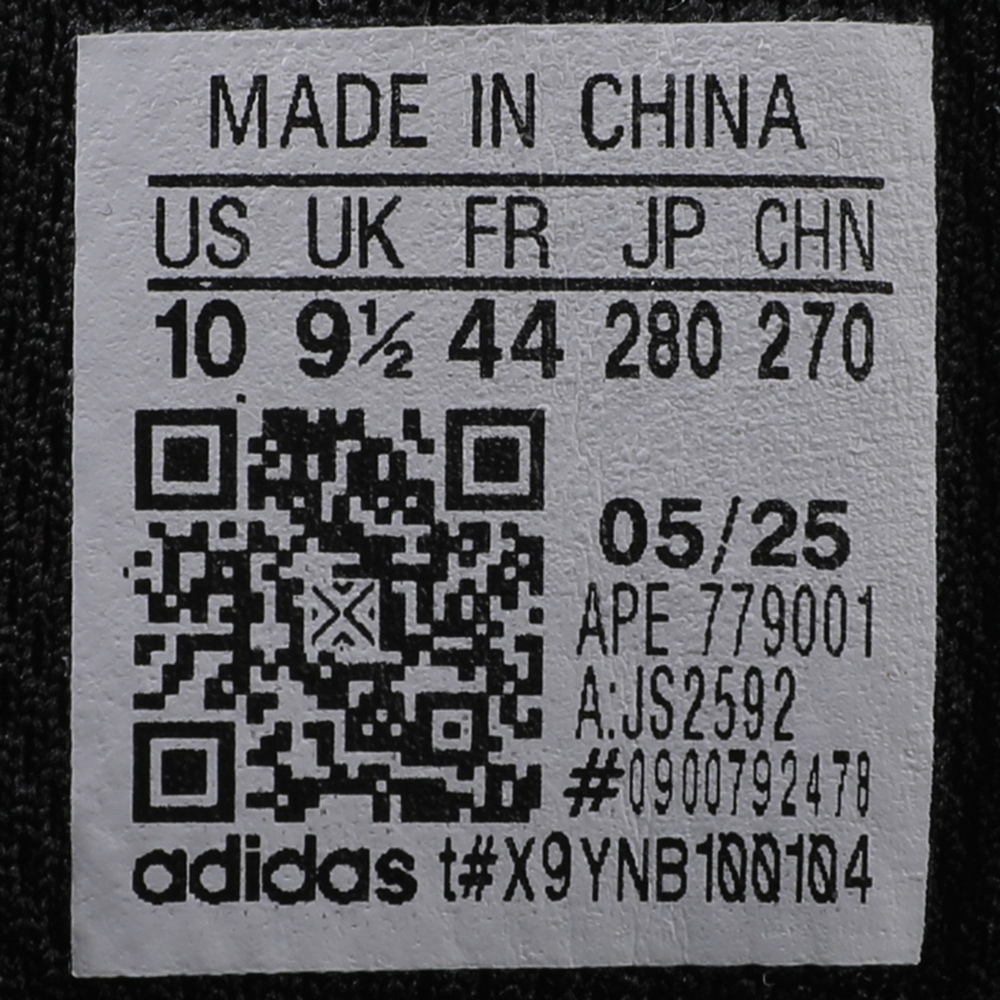 MADE IN CHINA
US UK FR JP CHN
10 9½ 44 280 270
05/25
APE 779001
A:JS2592
#0900792478
adidas t#X9YNB100104